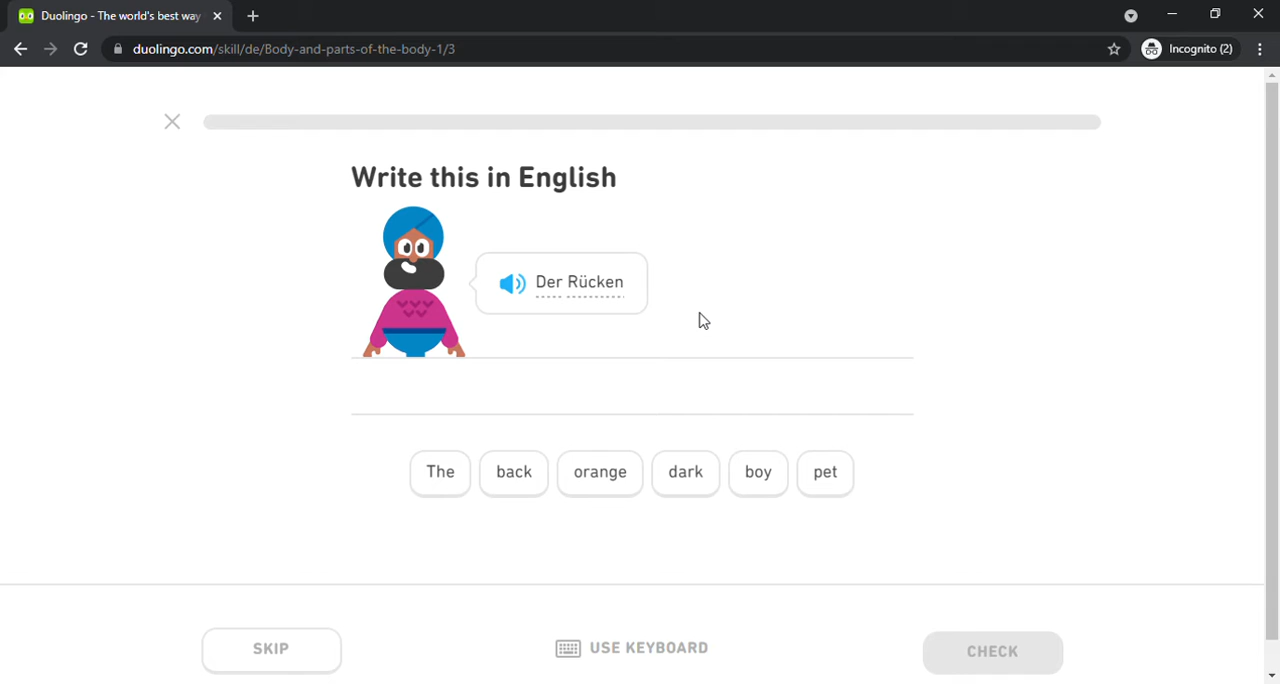 Duolingo - The world's best way
duolingo.com/skill/de/Body-and-parts-of-the-body-1/3
Incognito (2)
Write this in English
Der Rücken
The back orange dark boy pet
SKIP
USE KEYBOARD
CHECK